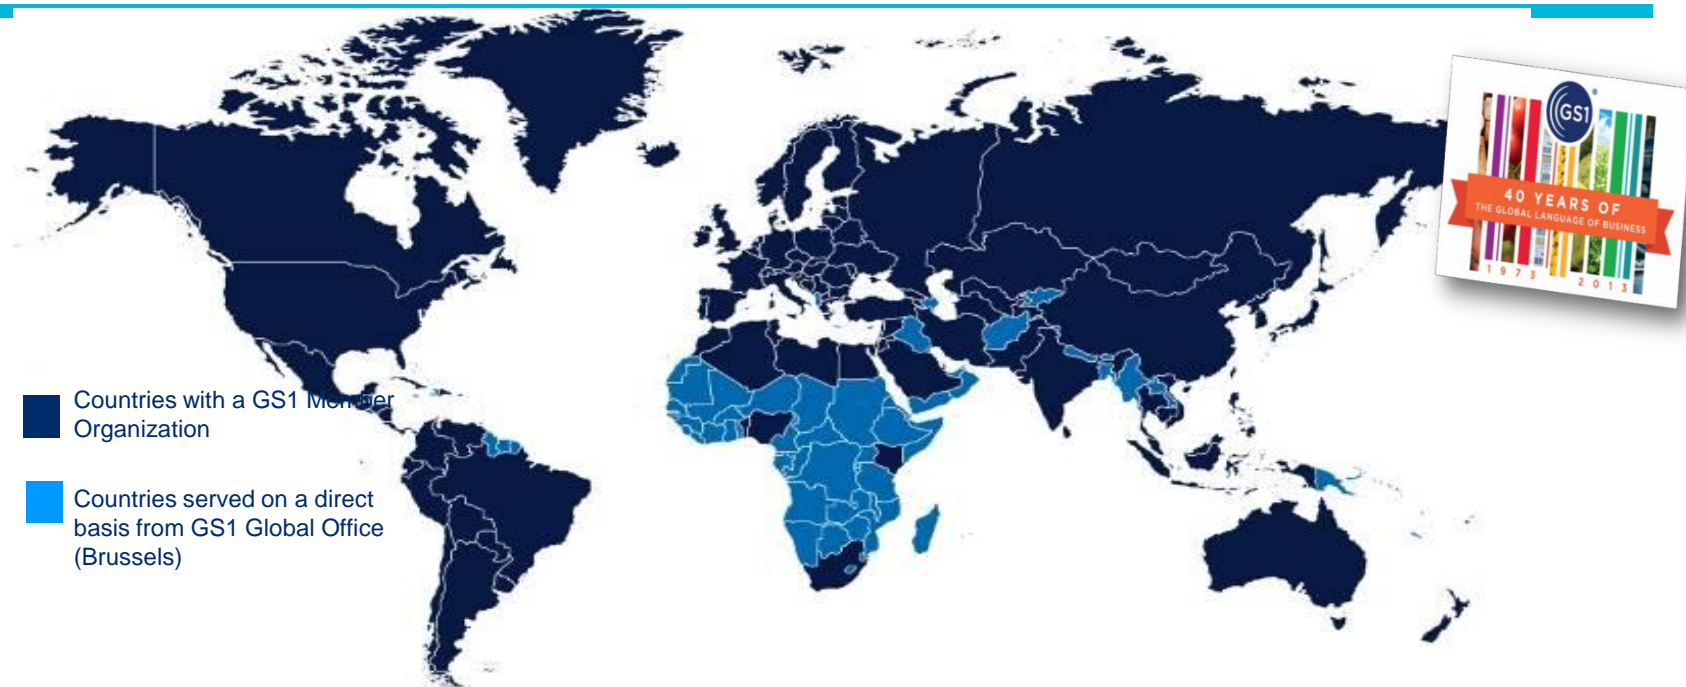 Countries with a GS1 Member
Organization
Countries served on a direct
basis from GS1 Global Office
(Brussels)
GS1
®
40 YEARS OF
THE GLOBAL LANGUAGE OF BUSINESS
1973
2013